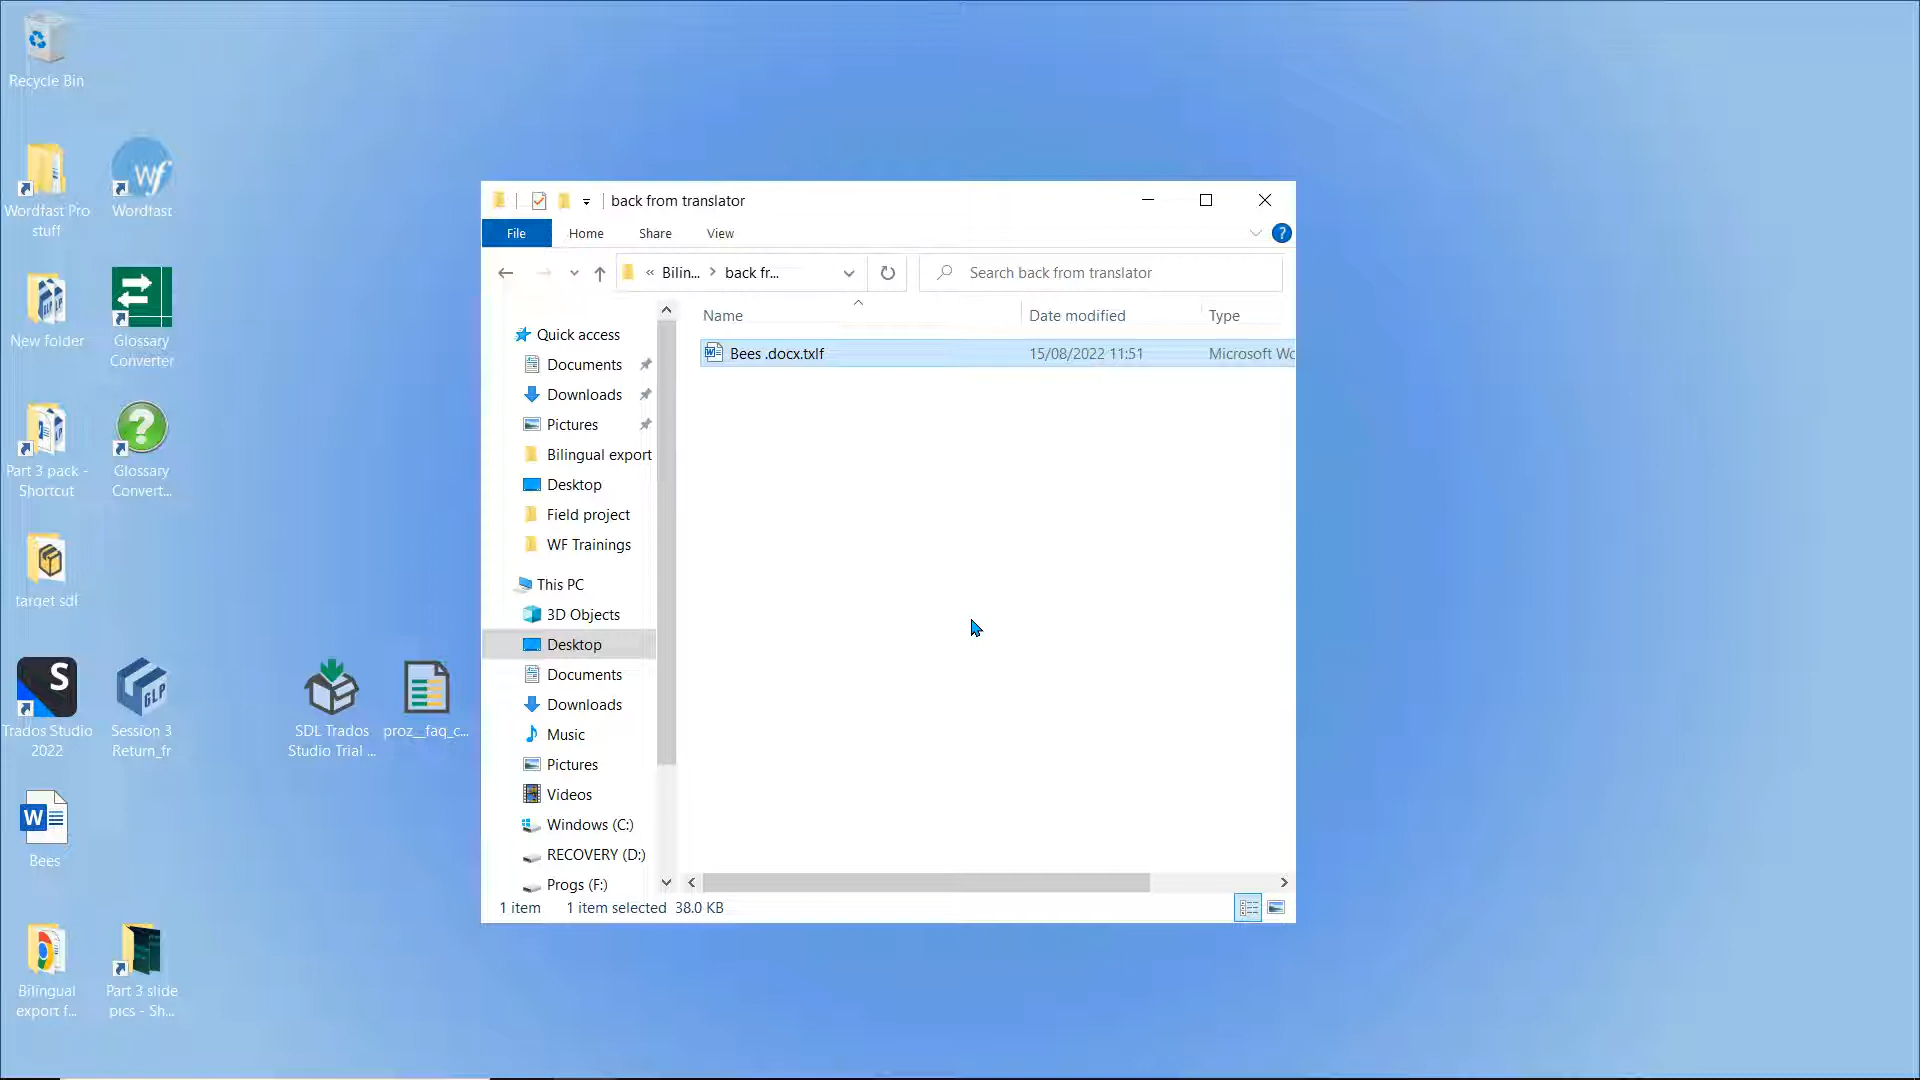 Recycle Bin
Wordfast Pro
stuff
Wordfast
New folder
Glossary
Converter
Part 3 pack -
Shortcut
Glossary
Convert...
target sdl
Trados Studio
2022
Session 3
Return_fr
SDL Trados
Studio Trial ...
proz__faq_c...
Bees
Bilingual
export f...
Part 3 slide
pics - Sh...
back from translator
File
Home
Share
View
« Bilin... > back fr...
Search back from translator
Name
Date modified
Type
Bees .docx.txlf
15/08/2022 11:51
Microsoft Wo
Quick access
Documents
Downloads
Pictures
Bilingual export
Desktop
Field project
WF Trainings
This PC
3D Objects
Desktop
Documents
Downloads
Music
Pictures
Videos
Windows (C:)
RECOVERY (D:)
Progs (F:)
1 item
1 item selected 38.0 KB